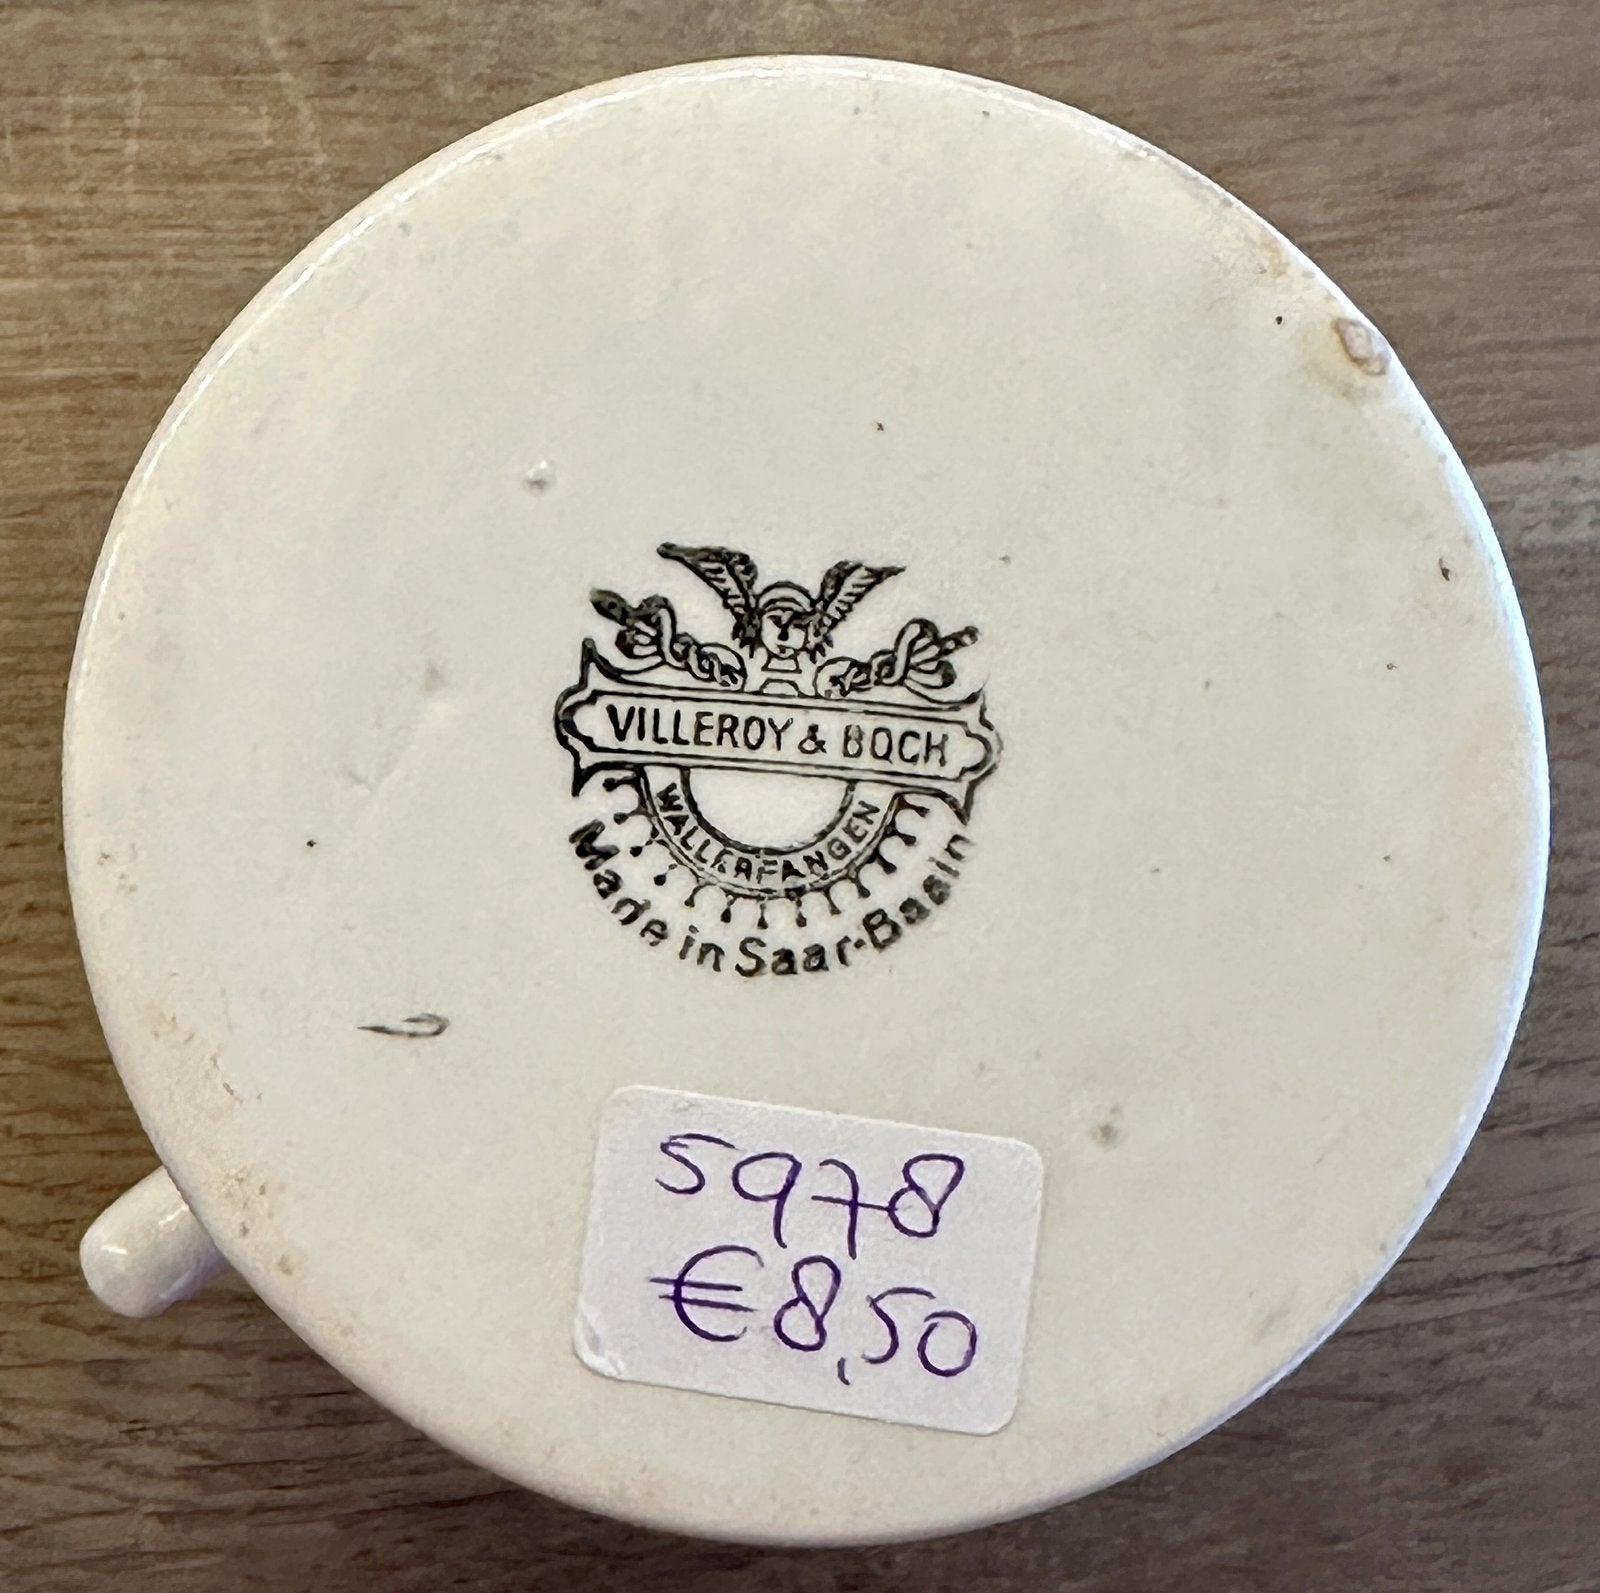 VILLEROY & BOCH
WALLERFANGEN
Made in Saar-Basin
5978
€8,50